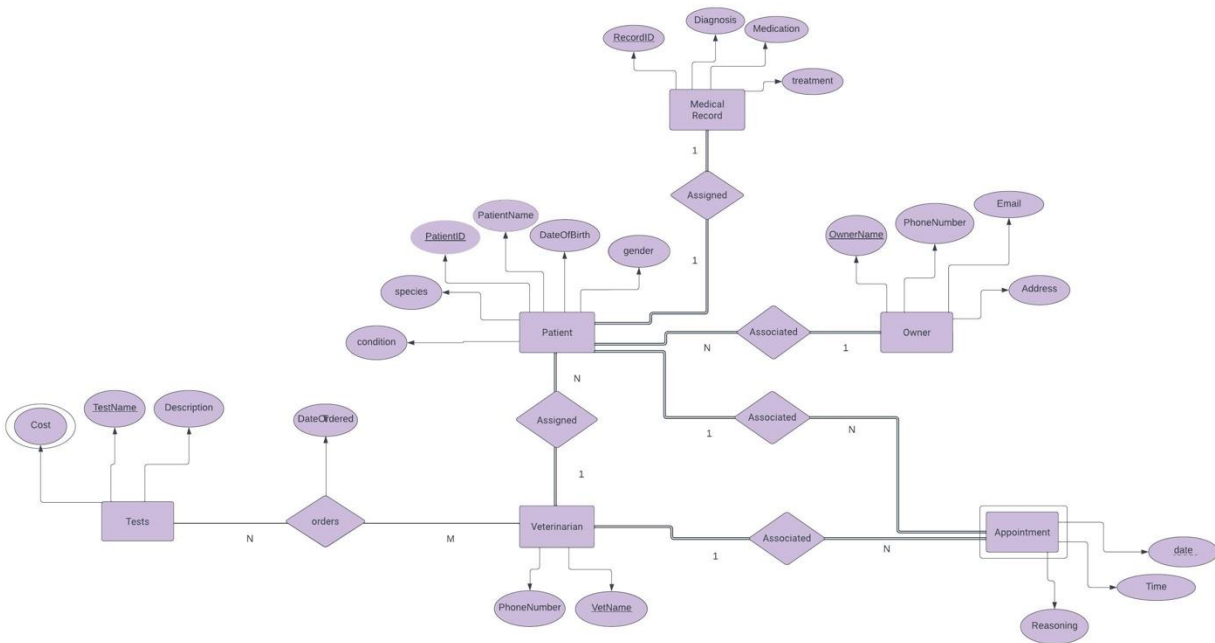 Diagnosis
RecordID
Medication
treatment
Medical
Record
1
Assigned
1
Email
PatientName
PhoneNumber
OwnerName
PatientID
DateOfBirth
gender
species
Address
Patient
Associated
Owner
condition
N
1
N
TestName
Description
DateOrdered
Associated
Assigned
Cost
1
N
1
Tests
orders
Veterinarian
Appointment
N
M
Associated
1
N
date
Time
PhoneNumber
VetName
Reasoning